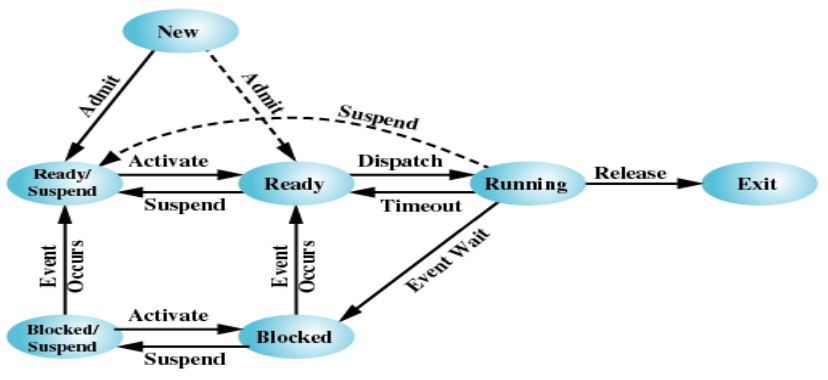 New
Admit
Admit
Suspend
Ready/
Suspend
Activate
Suspend
Ready
Dispatch
Timeout
Running
Release
Exit
Event
Occurs
Event
Occurs
Event Wait
Blocked/
Suspend
Activate
Suspend
Blocked